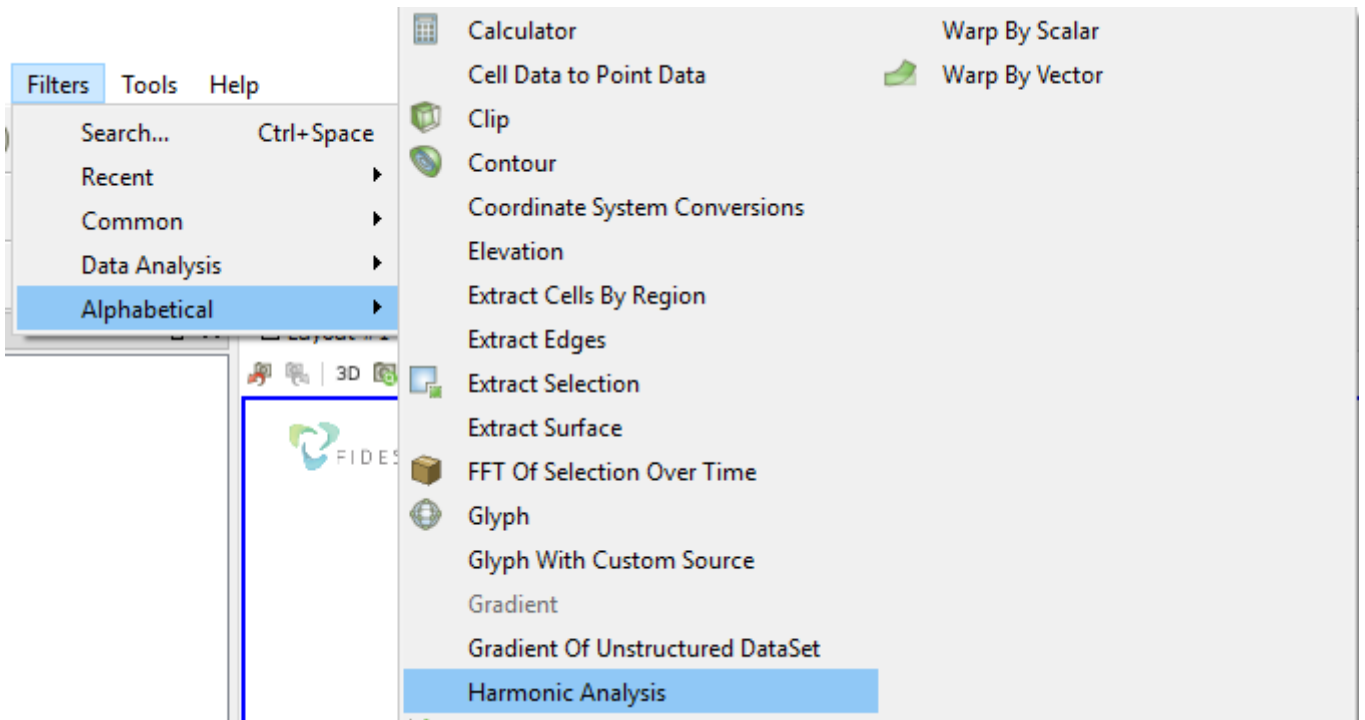 Filters Tools Help
Search... Ctrl+Space
Recent
Common
Data Analysis
Alphabetical
3D
FIDES
Calculator
Cell Data to Point Data
Clip
Contour
Coordinate System Conversions
Elevation
Extract Cells By Region
Extract Edges
Extract Selection
Extract Surface
FFT Of Selection Over Time
Glyph
Glyph With Custom Source
Gradient
Gradient Of Unstructured DataSet
Harmonic Analysis
Warp By Scalar
Warp By Vector